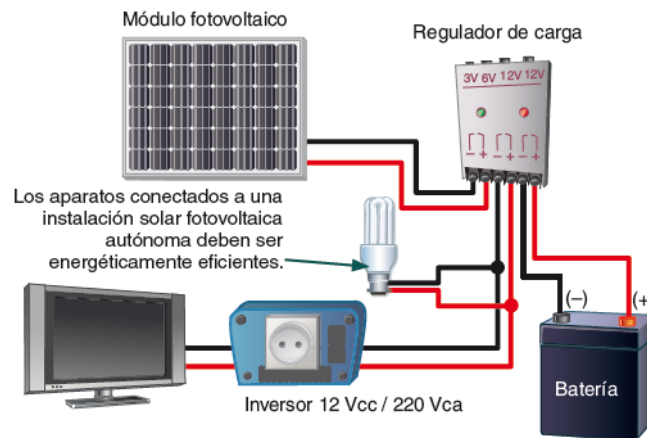 Módulo fotovoltaico
Regulador de carga
3V 6V 12V 12V
- + - + - +
Los aparatos conectados a una
instalación solar fotovoltaica
autónoma deben ser
energéticamente eficientes.
(-) (+
Batería
Inversor 12 Vcc / 220 Vca